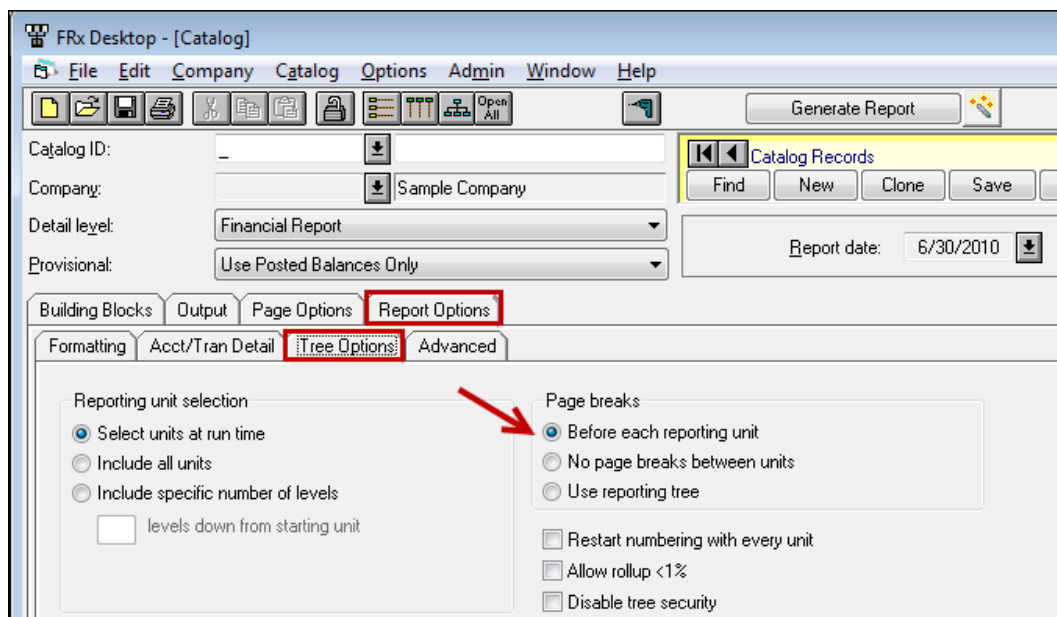 FRx Desktop - [Catalog]
File Edit Company Catalog Options Admin Window Help
Open All
Generate Report
Catalog ID: _
Catalog Records
Company: Sample Company
Find New Clone Save
Detail level: Financial Report
Report date: 6/30/2010
Provisional: Use Posted Balances Only
Building Blocks Output Page Options Report Options
Formatting Acct/Tran Detail Tree Options Advanced
Reporting unit selection
Page breaks
Select units at run time
Before each reporting unit
Include all units
No page breaks between units
Include specific number of levels
Use reporting tree
levels down from starting unit
Restart numbering with every unit
Allow rollup <1%
Disable tree security